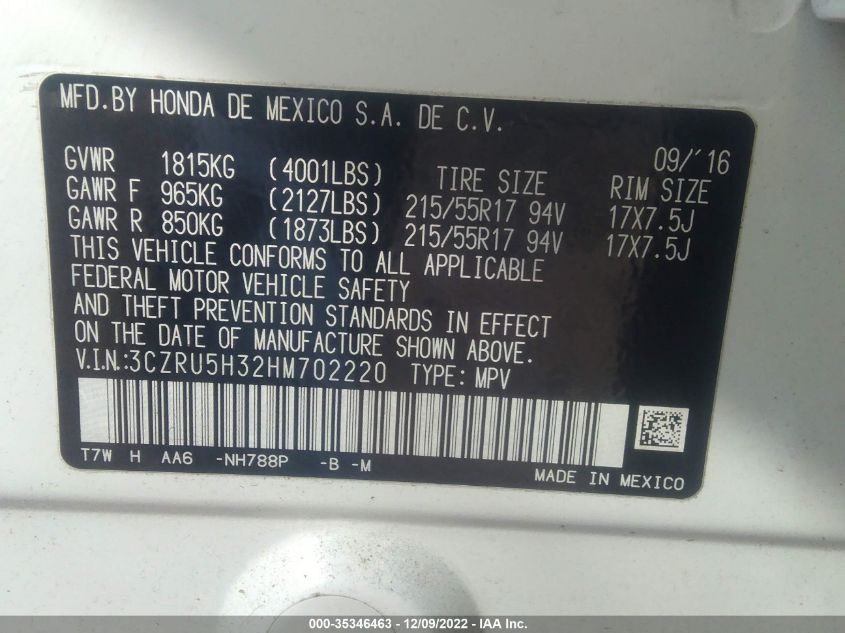 MFD.BY HONDA DE MEXICO S.A. DE C.V.
09/'16
GVWR 1815KG (4001LBS) TIRE SIZE RIM SIZE
GAWR F 965KG (2127LBS) 215/55R17 94V 17X7.5J
GAWR R 850KG (1873LBS) 215/55R17 94V 17X7.5J
THIS VEHICLE CONFORMS TO ALL APPLICABLE
FEDERAL MOTOR VEHICLE SAFETY
AND THEFT PREVENTION STANDARDS IN EFFECT
ON THE DATE OF MANUFACTURE SHOWN ABOVE.
V.I.N.:3CZRU5H32HM702220 TYPE: MPV
T7W H AA6 -NH788P -B -M
MADE IN MEXICO
000-35346463 - 12/09/2022 - IAA Inc.